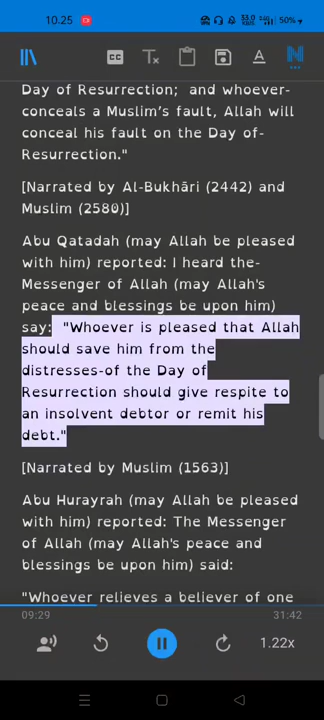 10.25
33.0 KB/S
50%
CC
Day of Resurrection;  and whoever-
conceals a Muslim's fault, Allah will
conceal his fault on the Day of-
Resurrection."
[Narrated by Al-Bukhāri (2442) and
Muslim (2580)]
Abu Qatadah (may Allah be pleased
with him) reported: I heard the-
Messenger of Allah (may Allah's
peace and blessings be upon him)
say:  "Whoever is pleased that Allah
should save him from the
distresses-of the Day of
Resurrection should give respite to
an insolvent debtor or remit his
debt."
[Narrated by Muslim (1563)]
Abu Hurayrah (may Allah be pleased
with him) reported: The Messenger
of Allah (may Allah's peace and
blessings be upon him) said:
"Whoever relieves a believer of one
09:29
31:42
1.22x